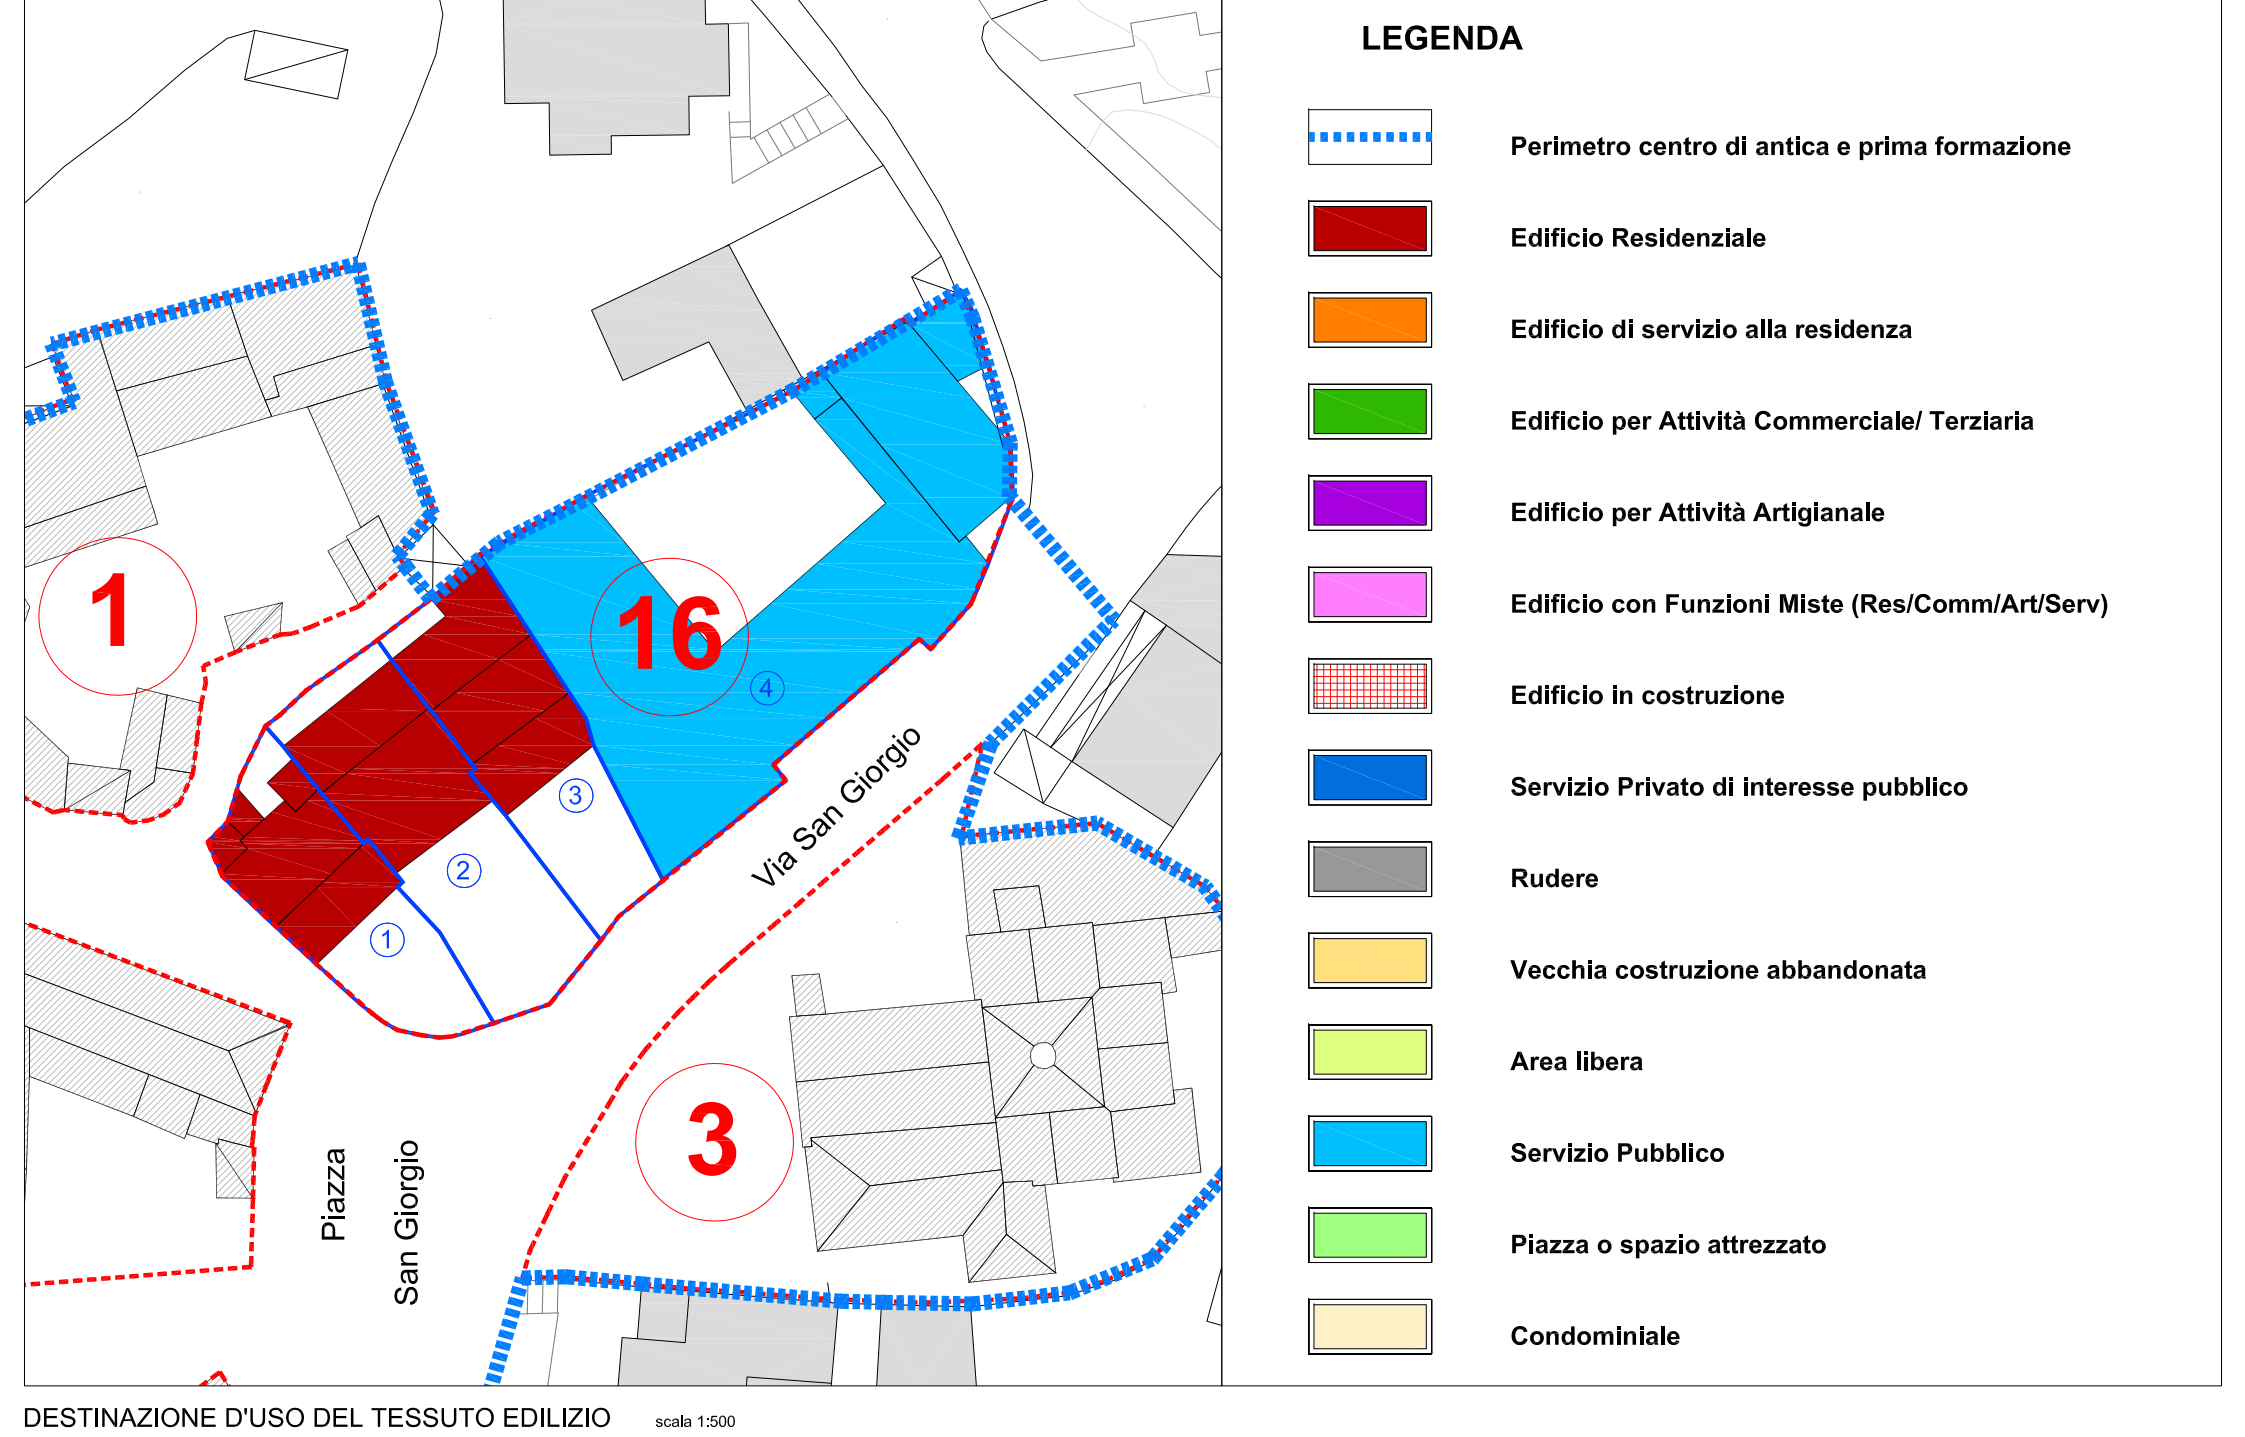 LEGENDA
Perimetro centro di antica e prima formazione
Edificio Residenziale
Edificio di servizio alla residenza
Edificio per Attività Commerciale/ Terziaria
Edificio per Attività Artigianale
Edificio con Funzioni Miste (Res/Comm/Art/Serv)
Edificio in costruzione
Servizio Privato di interesse pubblico
Rudere
Vecchia costruzione abbandonata
Area libera
Servizio Pubblico
Piazza o spazio attrezzato
Condominiale
1
16
4
3
2
1
Via San Giorgio
3
Piazza
San Giorgio
DESTINAZIONE D'USO DEL TESSUTO EDILIZIO scala 1:500